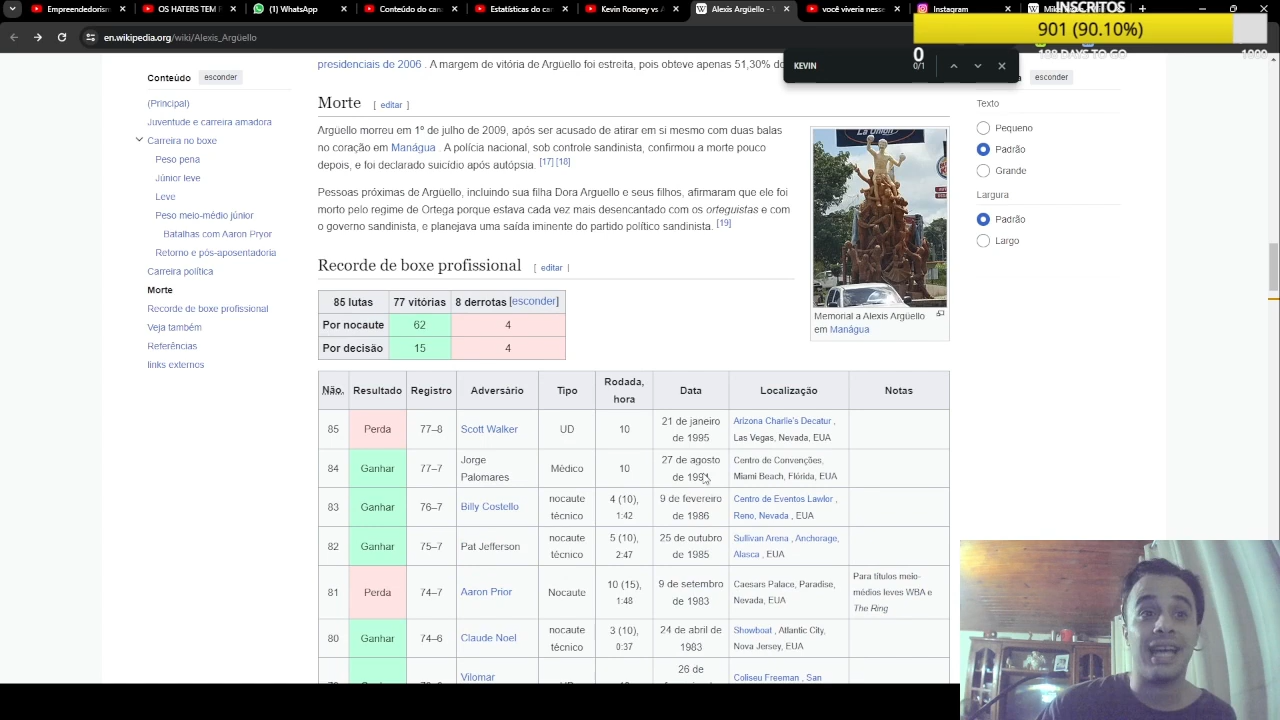 Empreendedoris
OS HATERS TEM F
(1) WhatsApp
Estatísticas do car
Estatísticas do c
Kevin Rooney vs A
Alexis Argüello -
você veria nesse
Instagram
INSCRITOS
901 (90.10%)
188 DAYS TO GO
1000
en.wikipedia.org/wiki/Alexis_Argüello
KEVIN
0
0/1
Conteúdo
esconder
(Principal)
Juventude e carreira amadora
Carreira no boxe
Peso pena
Júnior leve
Leve
Peso meio-médio júnior
Batalhas com Aaron Pryor
Retorno e pós-aposentadoria
Carreira política
Morte
Recorde de boxe profissional
Veja também
Referências
links externos
presidenciais de 2006 . A margem de vitória de Argüello foi estreita, pois obteve apenas 51,30% d
Morte [ editar ]
Argüello morreu em 1º de julho de 2009, após ser acusado de atirar em si mesmo com duas balas
no coração em Manágua . A polícia nacional, sob controle sandinista, confirmou a morte pouco
depois, e foi declarado suicídio após autópsia. [17] [18]
Pessoas próximas de Argüello, incluindo sua filha Dora Arguello e seus filhos, afirmaram que ele foi
morto pelo regime de Ortega porque estava cada vez mais desencantado com os orteguistas e com
o governo sandinista, e planejava uma saída iminente do partido político sandinista. [19]
La Unión
Memorial a Alexis Argüello
em Manágua
Recorde de boxe profissional [ editar ]
85 lutas 77 vitórias 8 derrotas [esconder]
Por nocaute 62 4
Por decisão 15 4
Não. Resultado Registro Adversário Tipo Rodada, hora Data Localização Notas
85 Perda 77–8 Scott Walker UD 10 21 de janeiro de 1995 Arizona Charlie's Decatur , Las Vegas, Nevada, EUA
84 Ganhar 77–7 Jorge Palomares Médico 10 27 de agosto de 1994 Centro de Convenções, Miami Beach, Flórida, EUA
83 Ganhar 76–7 Billy Costello nocaute técnico 4 (10), 1:42 9 de fevereiro de 1986 Centro de Eventos Lawlor , Reno, Nevada , EUA
82 Ganhar 75–7 Pat Jefferson nocaute técnico 5 (10), 2:47 25 de outubro de 1985 Sullivan Arena , Anchorage, Alasca , EUA
81 Perda 74–7 Aaron Prior Nocaute 10 (15), 1:48 9 de setembro de 1983 Caesars Palace, Paradise, Nevada, EUA Para títulos meio-médios leves WBA e The Ring
80 Ganhar 74–6 Claude Noel nocaute técnico 3 (10), 0:37 24 de abril de 1983 Showboat , Atlantic City, Nova Jersey, EUA
Vilomar UD 26 de Coliseu Freeman , San
esconder
Texto
Pequeno
Padrão
Grande
Largura
Padrão
Largo